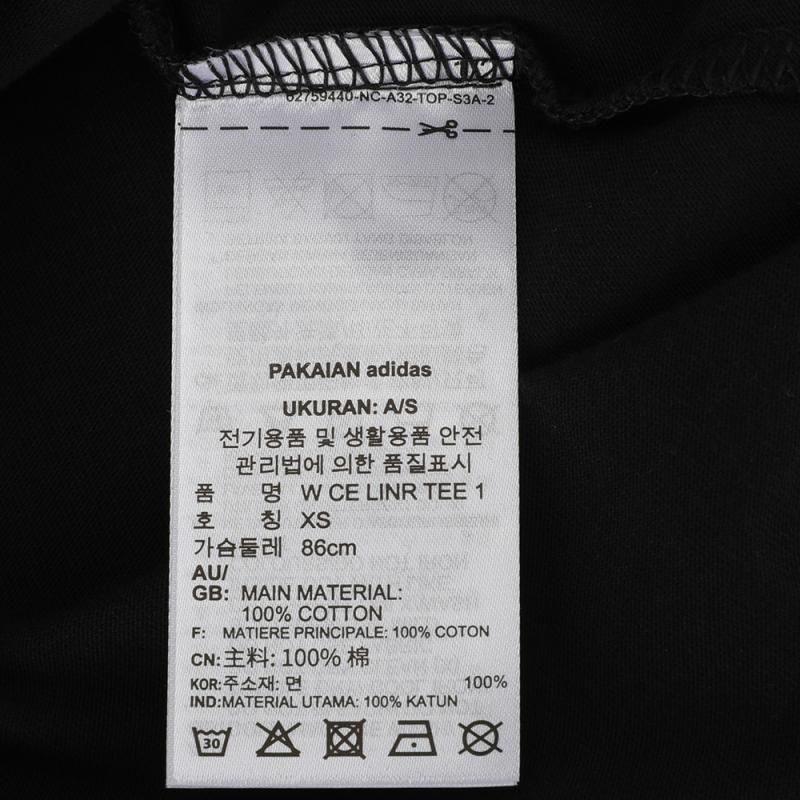 02759440-NC-A32-TOP-S3A-2
PAKAIAN adidas
UKURAN: A/S
전기용품 및 생활용품 안전
관리법에 의한 품질표시
품 명 W CE LINR TEE 1
호 칭 XS
가슴둘레 86cm
AU/
GB: MAIN MATERIAL:
100% COTTON
F: MATIERE PRINCIPALE: 100% COTON
CN:主料: 100% 棉
KOR:주소재: 면 100%
IND:MATERIAL UTAMA: 100% KATUN
30